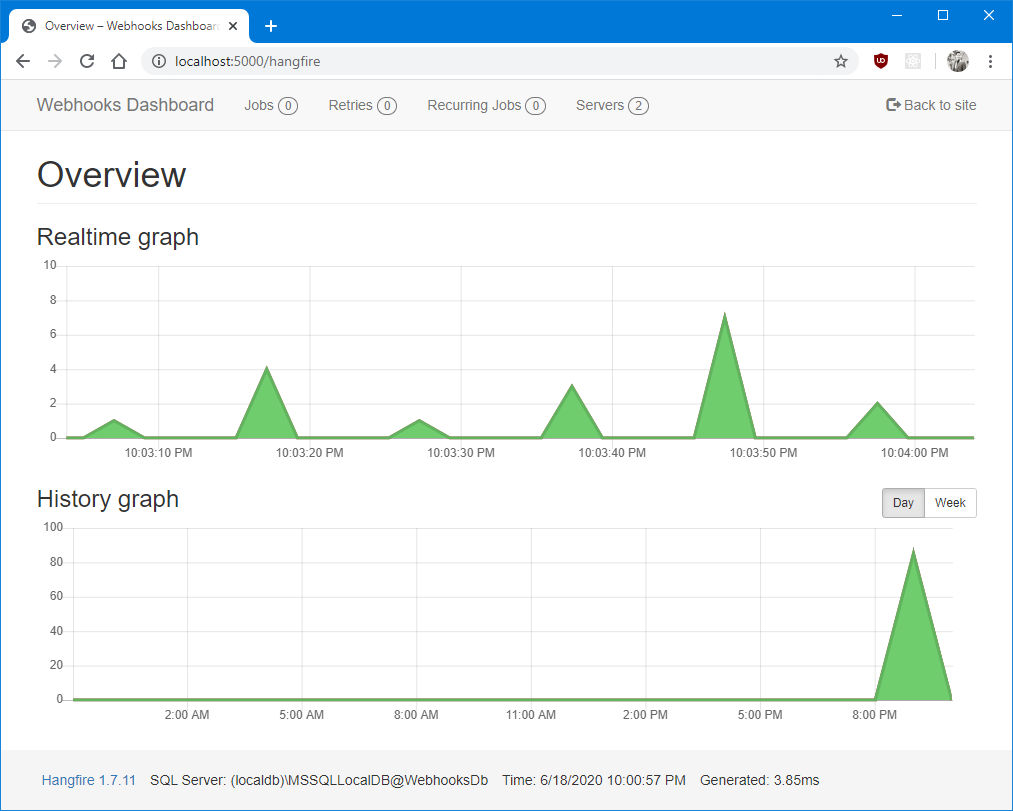 Overview – Webhooks Dashboard
localhost:5000/hangfire
Webhooks Dashboard Jobs 0 Retries 0 Recurring Jobs 0 Servers 2 Back to site
Overview
Realtime graph
10
8
6
4
2
0
10:03:10 PM 10:03:20 PM 10:03:30 PM 10:03:40 PM 10:03:50 PM 10:04:00 PM
History graph Day Week
100
80
60
40
20
0
2:00 AM 5:00 AM 8:00 AM 11:00 AM 2:00 PM 5:00 PM 8:00 PM
Hangfire 1.7.11 SQL Server: (localdb)\MSSQLLocalDB@WebhooksDb Time: 6/18/2020 10:00:57 PM Generated: 3.85ms